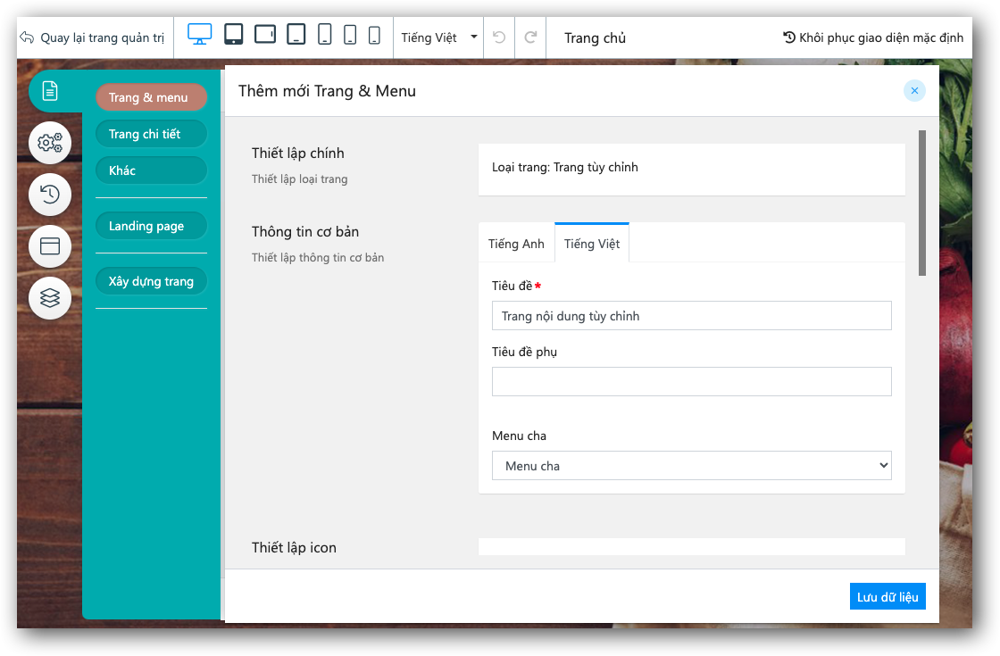 Quay lại trang quản trị
Tiếng Việt
Trang chủ
Khôi phục giao diện mặc định
Trang & menu
Trang chi tiết
Khác
Landing page
Xây dựng trang
Thêm mới Trang & Menu
Thiết lập chính
Thiết lập loại trang
Loại trang: Trang tùy chỉnh
Thông tin cơ bản
Thiết lập thông tin cơ bản
Tiếng Anh
Tiếng Việt
Tiêu đề*
Trang nội dung tùy chỉnh
Tiêu đề phụ
Menu cha
Menu cha
Thiết lập icon
Lưu dữ liệu